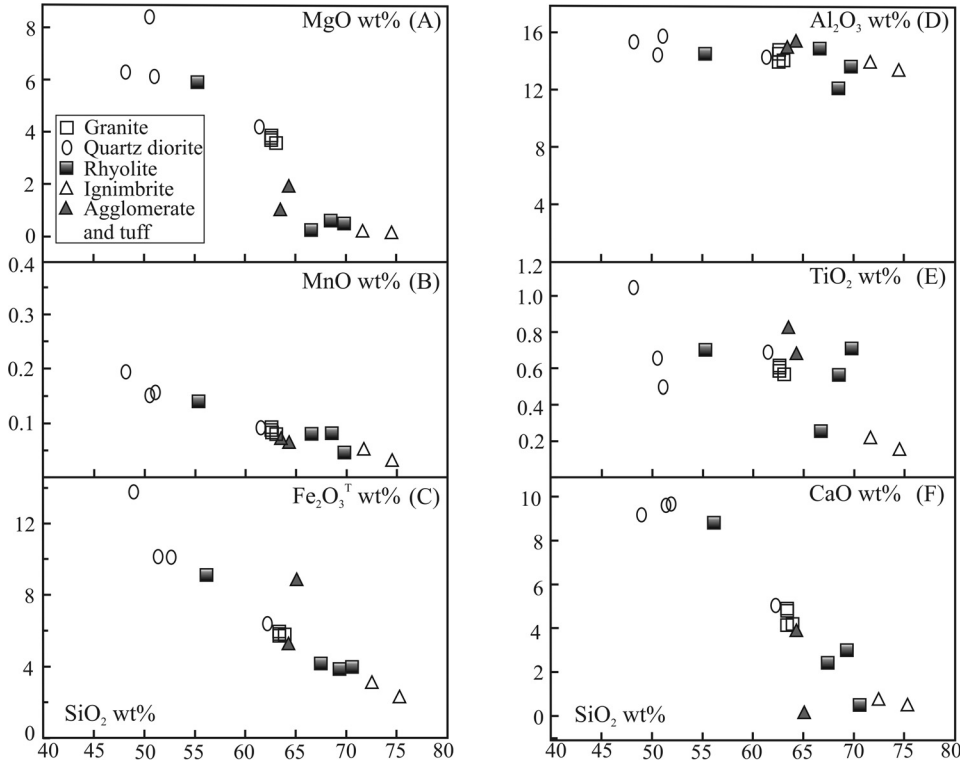 MgO wt% (A)
8
6
4
2
0
Granite
Quartz diorite
Rhyolite
Ignimbrite
Agglomerate
and tuff
MnO wt% (B)
0.4
0.3
0.2
0.1
Fe₂O₃ᵀ wt% (C)
12
8
4
0
SiO₂ wt%
40 45 50 55 60 65 70 75 80
Al₂O₃ wt% (D)
16
12
8
4
TiO₂ wt% (E)
1.2
1.0
0.8
0.6
0.4
0.2
CaO wt% (F)
10
8
6
4
2
0
SiO₂ wt%
40 45 50 55 60 65 70 75 80